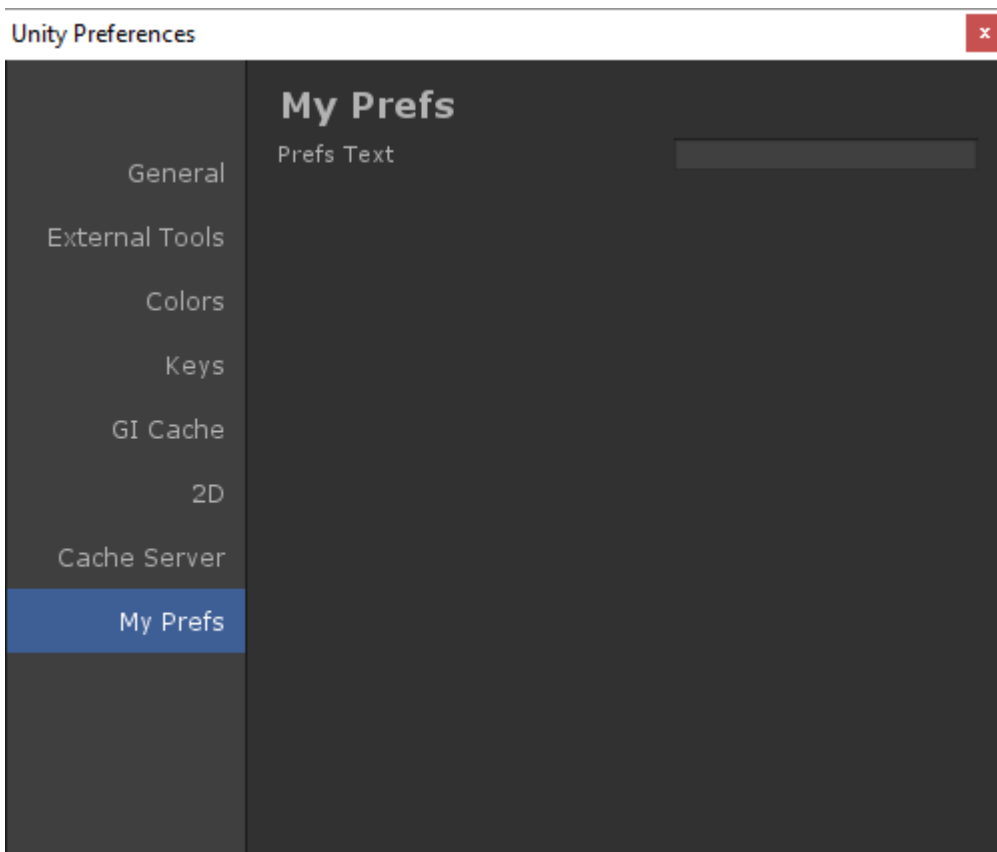 Unity Preferences
x
General
External Tools
Colors
Keys
GI Cache
2D
Cache Server
My Prefs
My Prefs
Prefs Text